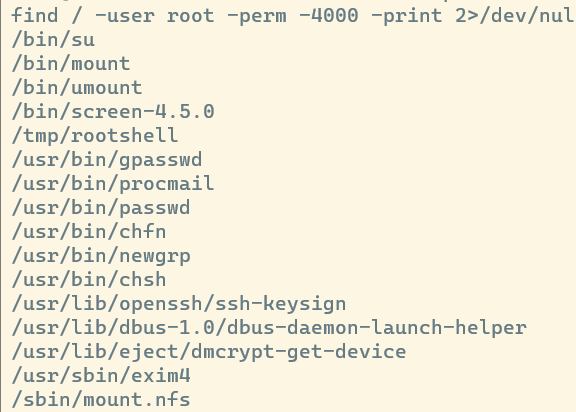 find / -user root -perm -4000 -print 2>/dev/nul
/bin/su
/bin/mount
/bin/umount
/bin/screen-4.5.0
/tmp/rootshell
/usr/bin/gpasswd
/usr/bin/procmail
/usr/bin/passwd
/usr/bin/chfn
/usr/bin/newgrp
/usr/bin/chsh
/usr/lib/openssh/ssh-keysign
/usr/lib/dbus-1.0/dbus-daemon-launch-helper
/usr/lib/eject/dmcrypt-get-device
/usr/sbin/exim4
/sbin/mount.nfs